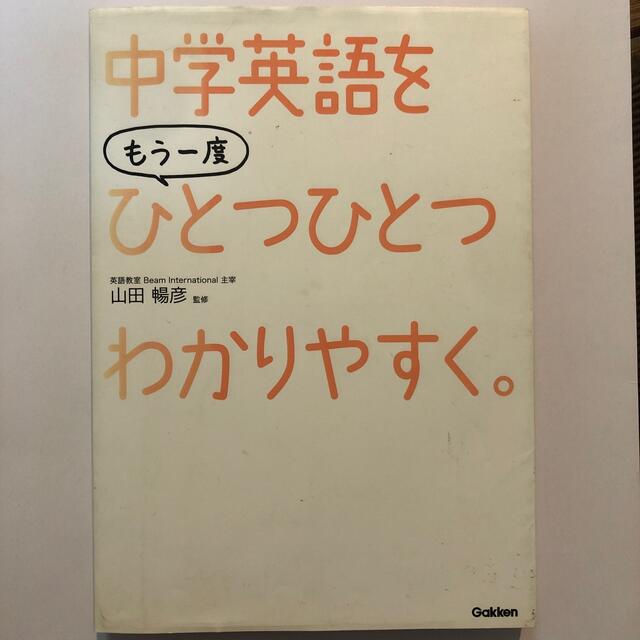 中学英語を
もう一度
ひとつひとつ
英語教室 Beam International 主宰
山田 暢彦 監修
わかりやすく。
Gakken